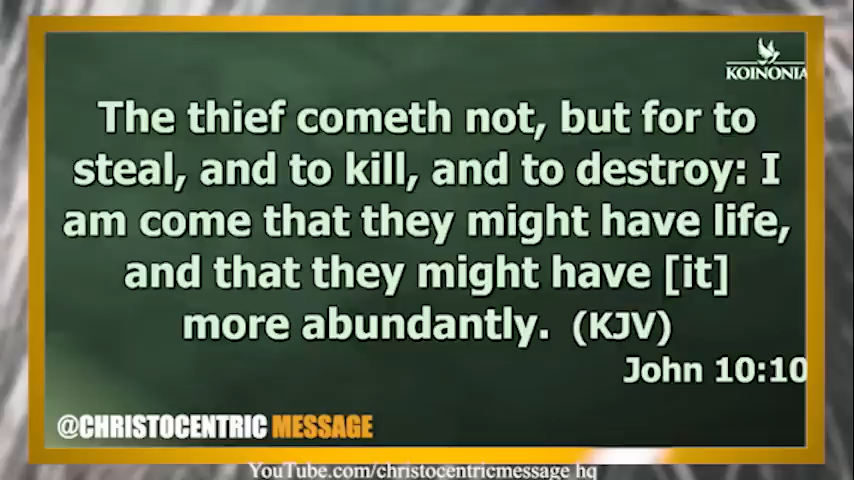 KOINONIA
The thief cometh not, but for to
steal, and to kill, and to destroy: I
am come that they might have life,
and that they might have [it]
more abundantly. (KJV)
John 10:10
@CHRISTOCENTRIC MESSAGE
YouTube.com/christocentricmessage hq